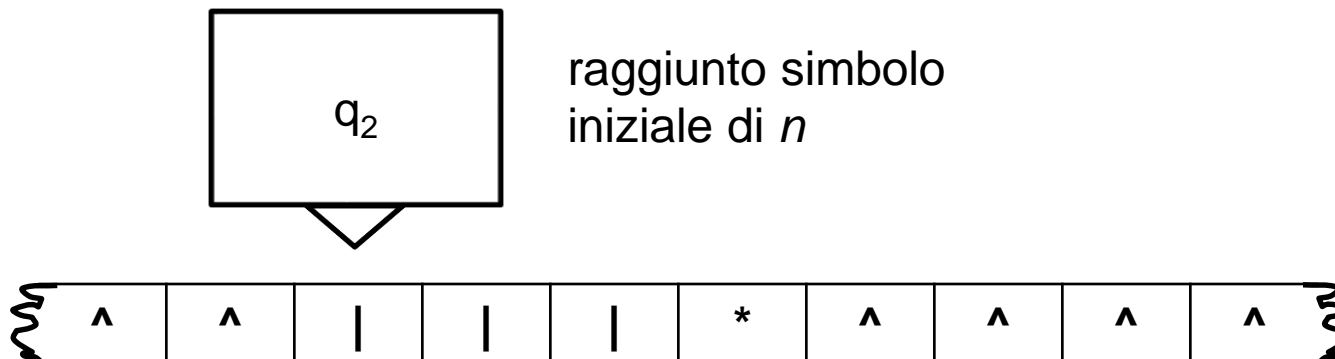 q₂
raggiunto simbolo
iniziale di n
^ ^ | | | * ^ ^ ^ ^